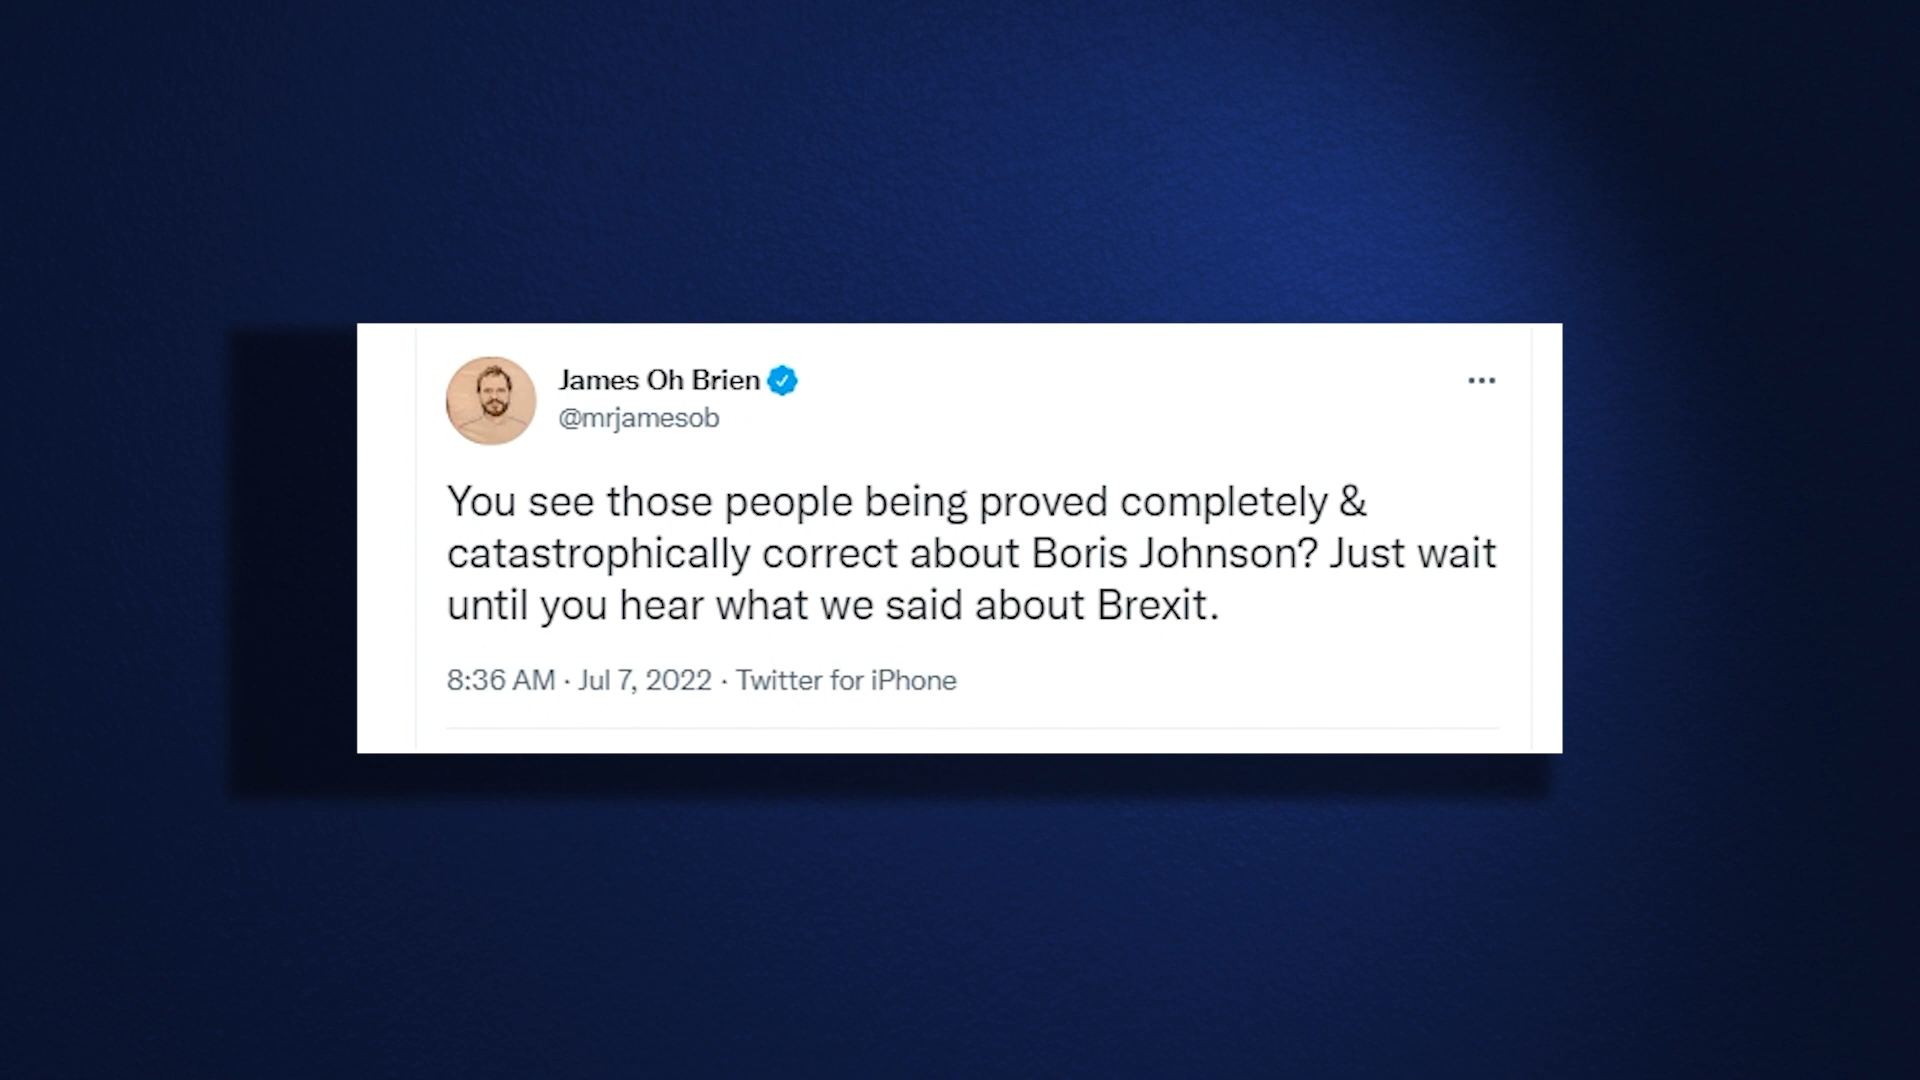 James Oh Brien
@mrjamesob
You see those people being proved completely &
catastrophically correct about Boris Johnson? Just wait
until you hear what we said about Brexit.
8:36 AM · Jul 7, 2022 · Twitter for iPhone